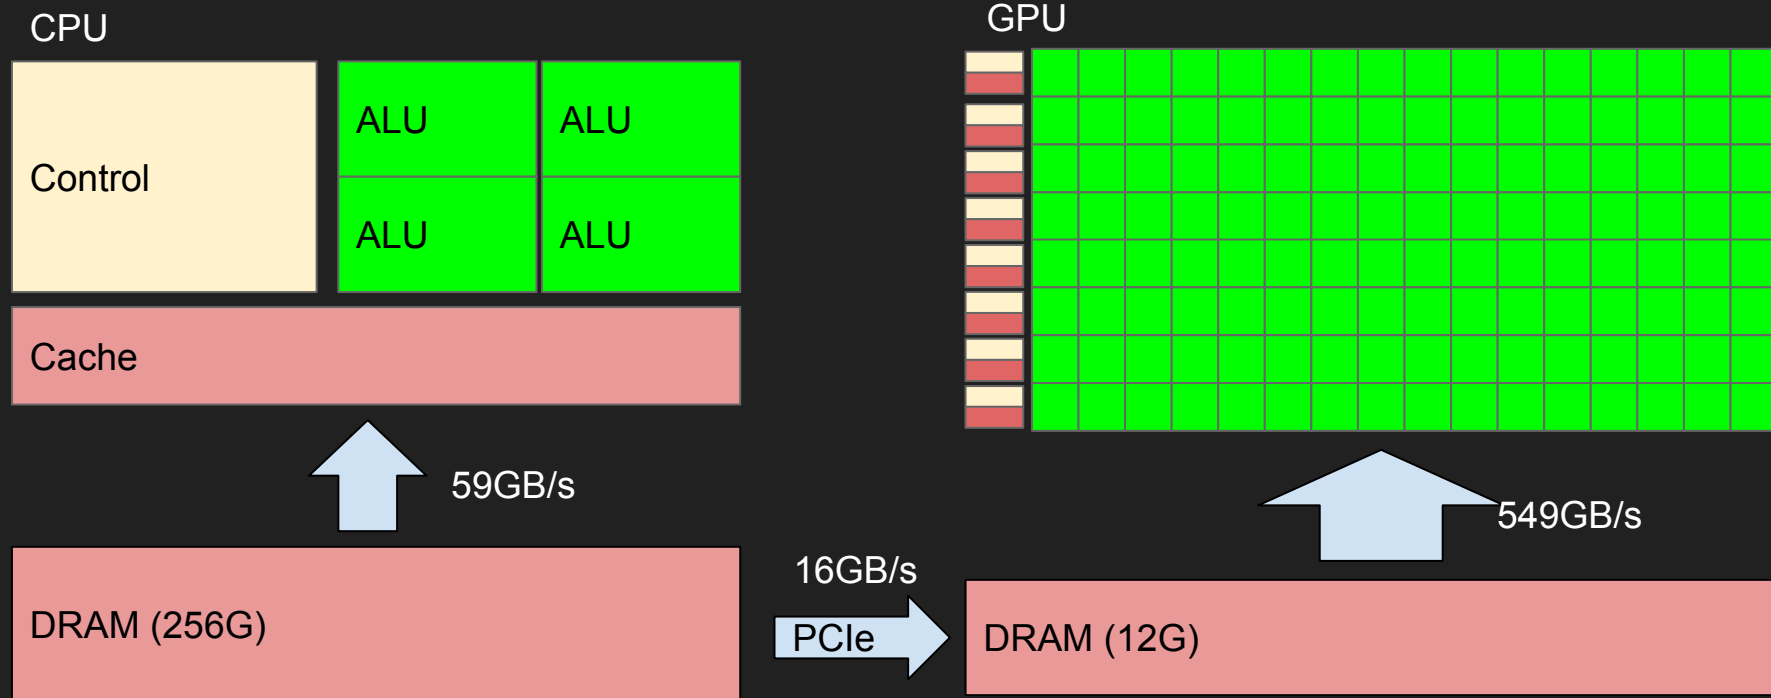 CPU
Control
ALU
ALU
ALU
ALU
Cache
59GB/s
DRAM (256G)
16GB/s
PCIe
GPU
549GB/s
DRAM (12G)